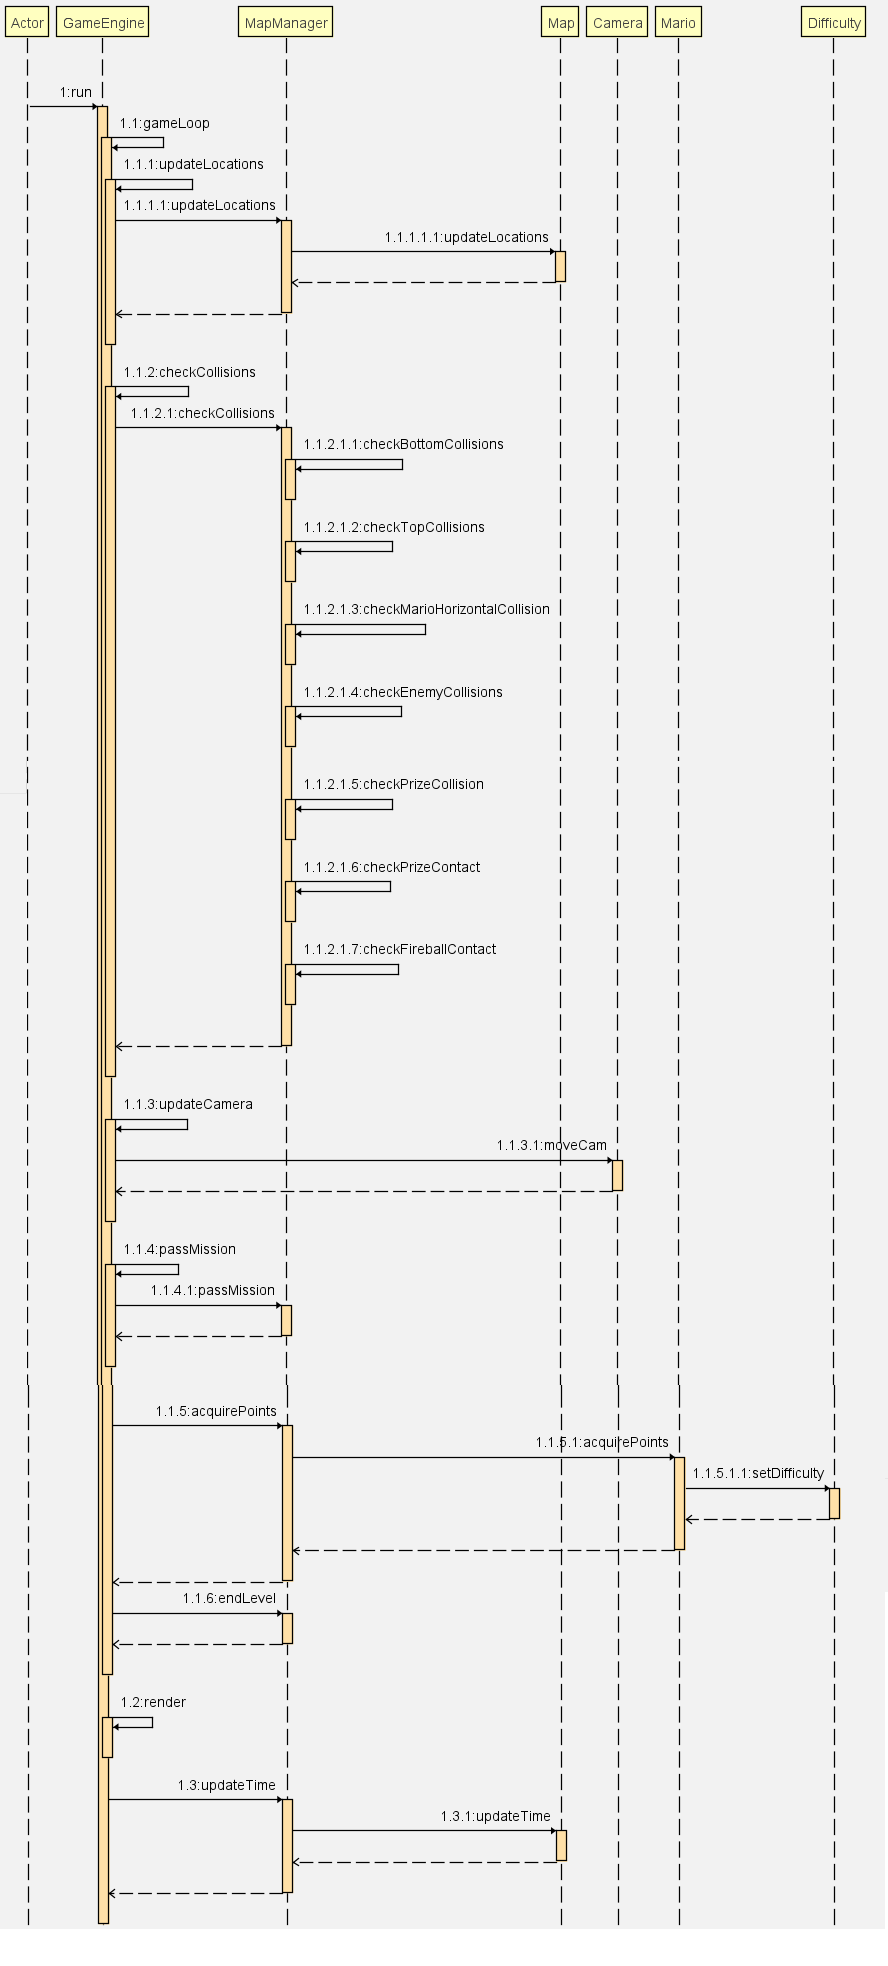 Actor
GameEngine
MapManager
Map
Camera
Mario
Difficulty
1:run
1.1:gameLoop
1.1.1:updateLocations
1.1.1.1:updateLocations
1.1.1.1.1:updateLocations
1.1.2:checkCollisions
1.1.2.1:checkCollisions
1.1.2.1.1:checkBottomCollisions
1.1.2.1.2:checkTopCollisions
1.1.2.1.3:checkMarioHorizontalCollision
1.1.2.1.4:checkEnemyCollisions
1.1.2.1.5:checkPrizeCollision
1.1.2.1.6:checkPrizeContact
1.1.2.1.7:checkFireballContact
1.1.3:updateCamera
1.1.3.1:moveCam
1.1.4:passMission
1.1.4.1:passMission
1.1.5:acquirePoints
1.1.5.1:acquirePoints
1.1.5.1.1:setDifficulty
1.1.6:endLevel
1.2:render
1.3:updateTime
1.3.1:updateTime